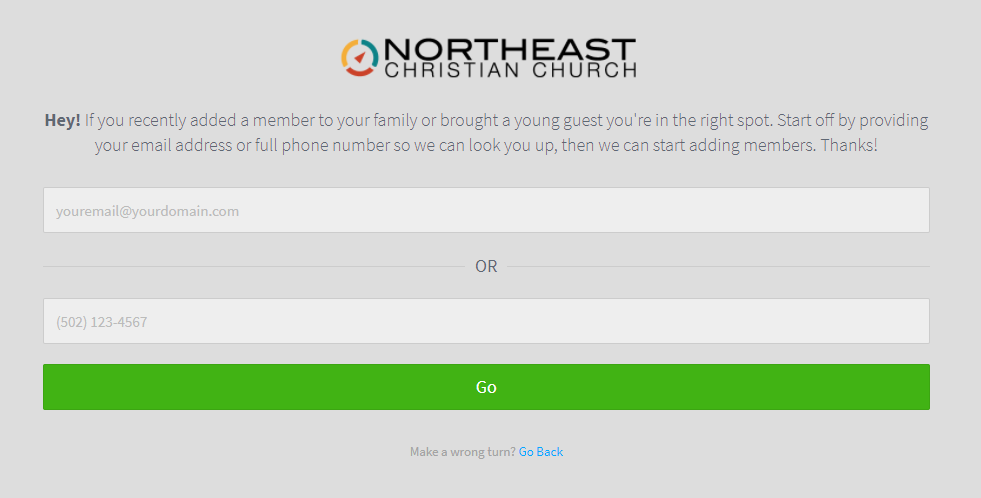 NORTHEAST
CHRISTIAN CHURCH
Hey! If you recently added a member to your family or brought a young guest you're in the right spot. Start off by providing
your email address or full phone number so we can look you up, then we can start adding members. Thanks!
youremail@yourdomain.com
OR
(502) 123-4567
Go
Make a wrong turn? Go Back